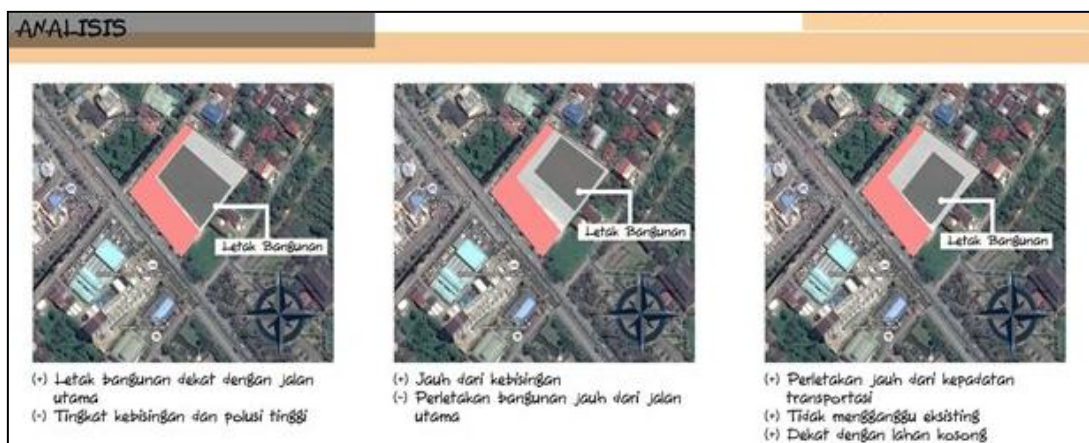 ANALISIS
Letak Bangunan
Letak Bangunan
Letak Bangunan
(+) Letak bangunan dekat dengan jalan
utama
(-) Tingkat kebisingan dan polusi tinggi
(+) Jauh dari kebisingan
(-) Perletakan bangunan jauh dari jalan
utama
(+) Perletakan jauh dari kepadatan
transportasi
(+) Tidak mengganggu eksisting
(+) Dekat dengan lahan kosong